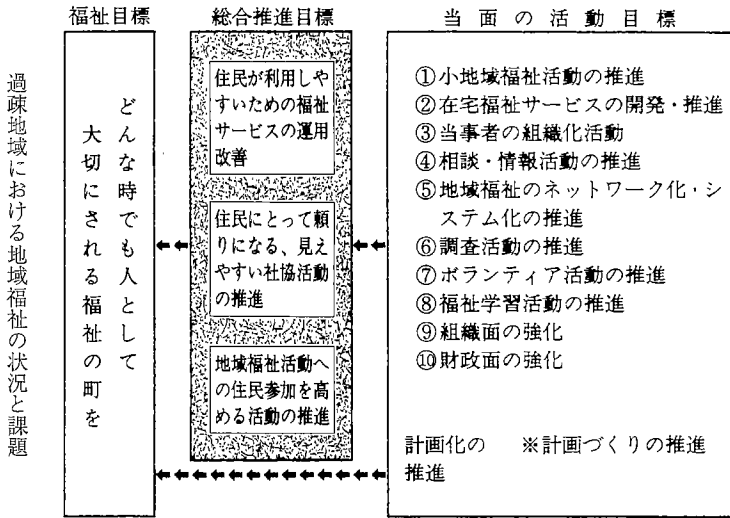 過疎地域における地域福祉の状況と課題
福祉目標
どんな時でも人として
大切にされる福祉の町を
総合推進目標
住民が利用しや
すいための福祉
サービスの運用
改善
住民にとって頼
りになる、見え
やすい社協活動
の推進
地域福祉活動へ
の住民参加を高
める活動の推進
当面の活動目標
①小地域福祉活動の推進
②在宅福祉サービスの開発・推進
③当事者の組織化活動
④相談・情報活動の推進
⑤地域福祉のネットワーク化・シ
ステム化の推進
⑥調査活動の推進
⑦ボランティア活動の推進
⑧福祉学習活動の推進
⑨組織面の強化
⑩財政面の強化
計画化の ※計画づくりの推進
推進